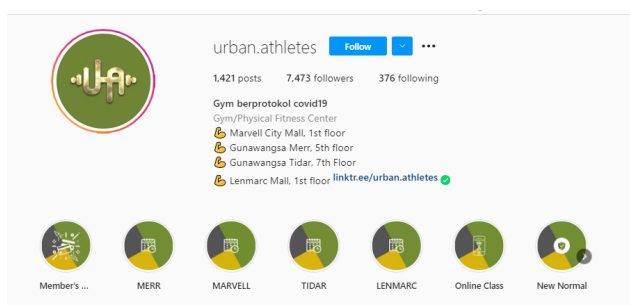 UA
urban.athletes Follow
1,421 posts 7,473 followers 376 following
Gym berprotokol covid19
Gym/Physical Fitness Center
💪 Marvell City Mall, 1st floor
💪 Gunawangsa Merr, 5th floor
💪 Gunawangsa Tidar, 7th Floor
💪 Lenmarc Mall, 1st floor linktr.ee/urban.athletes
Member's ... MERR MARVELL TIDAR LENMARC Online Class New Normal